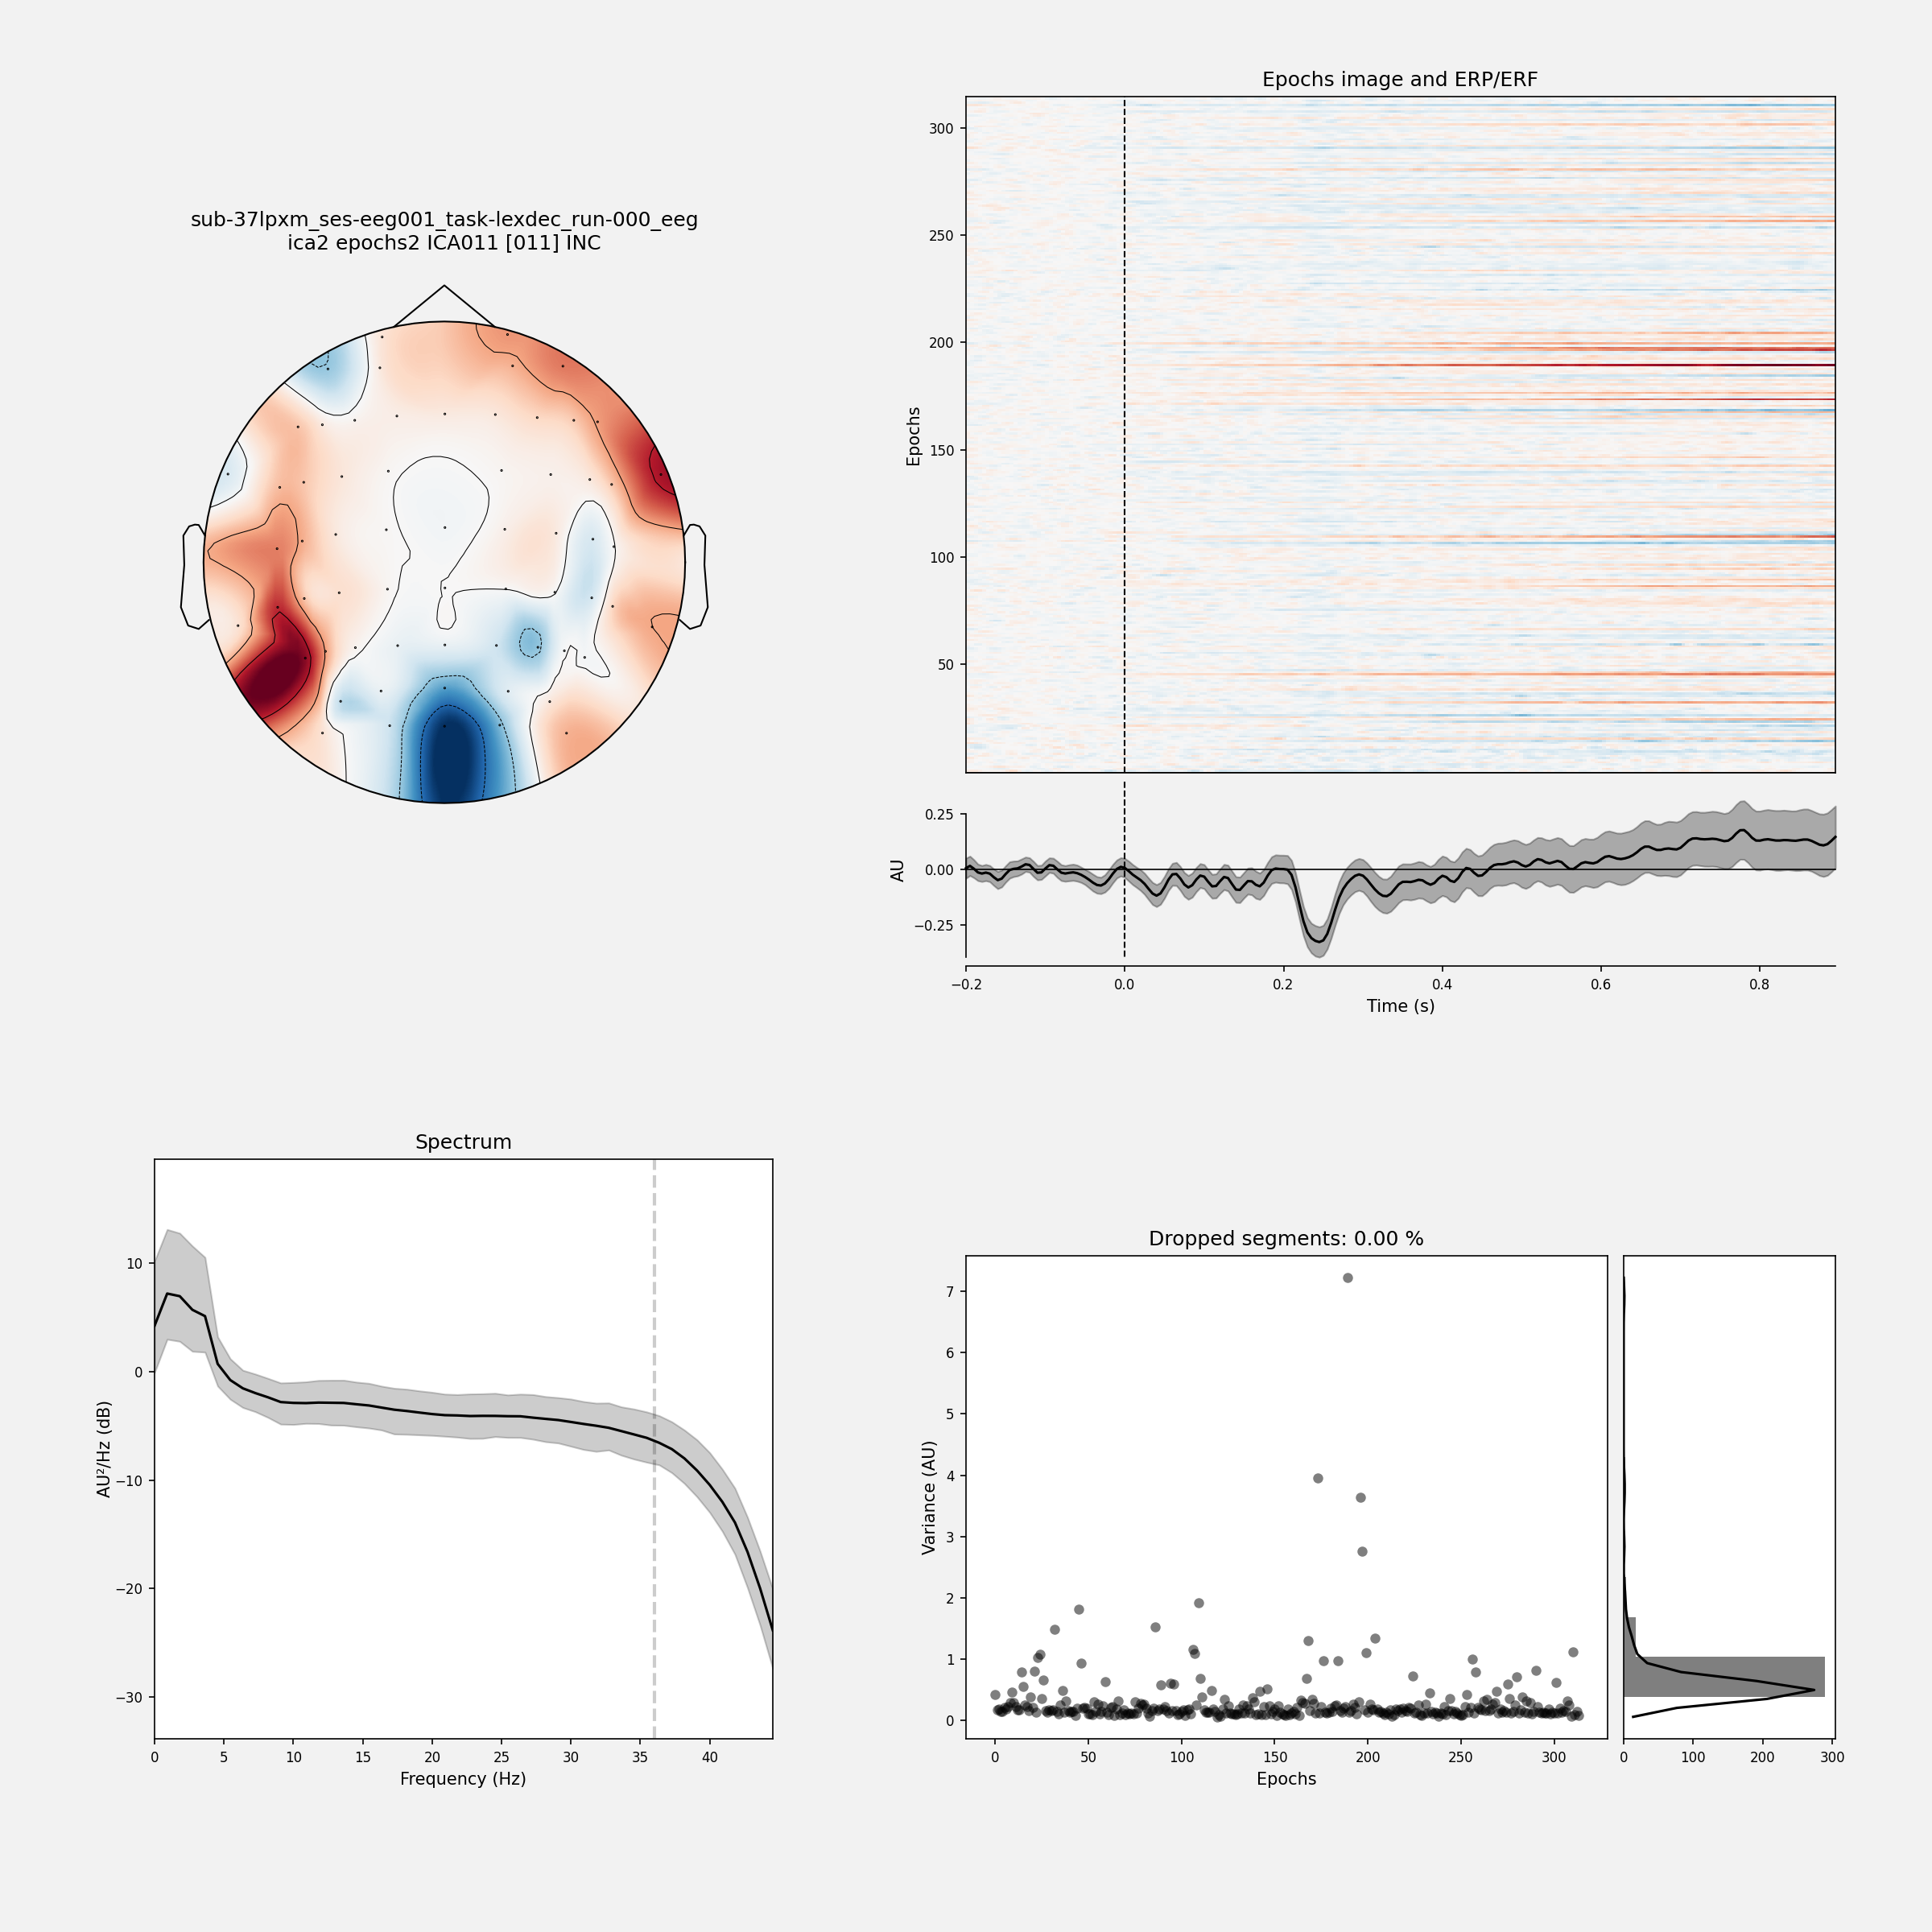 sub-37lpxm_ses-eeg001_task-lexdec_run-000_eeg
ica2 epochs2 ICA011 [011] INC
Epochs image and ERP/ERF
300
250
200
150
100
50
Epochs
0.25
0.00
−0.25
AU
−0.2 0.0 0.2 0.4 0.6 0.8
Time (s)
Spectrum
10
0
−10
−20
−30
AU²/Hz (dB)
0 5 10 15 20 25 30 35 40
Frequency (Hz)
Dropped segments: 0.00 %
7
6
5
4
3
2
1
0
Variance (AU)
0 50 100 150 200 250 300
Epochs
0 100 200 300